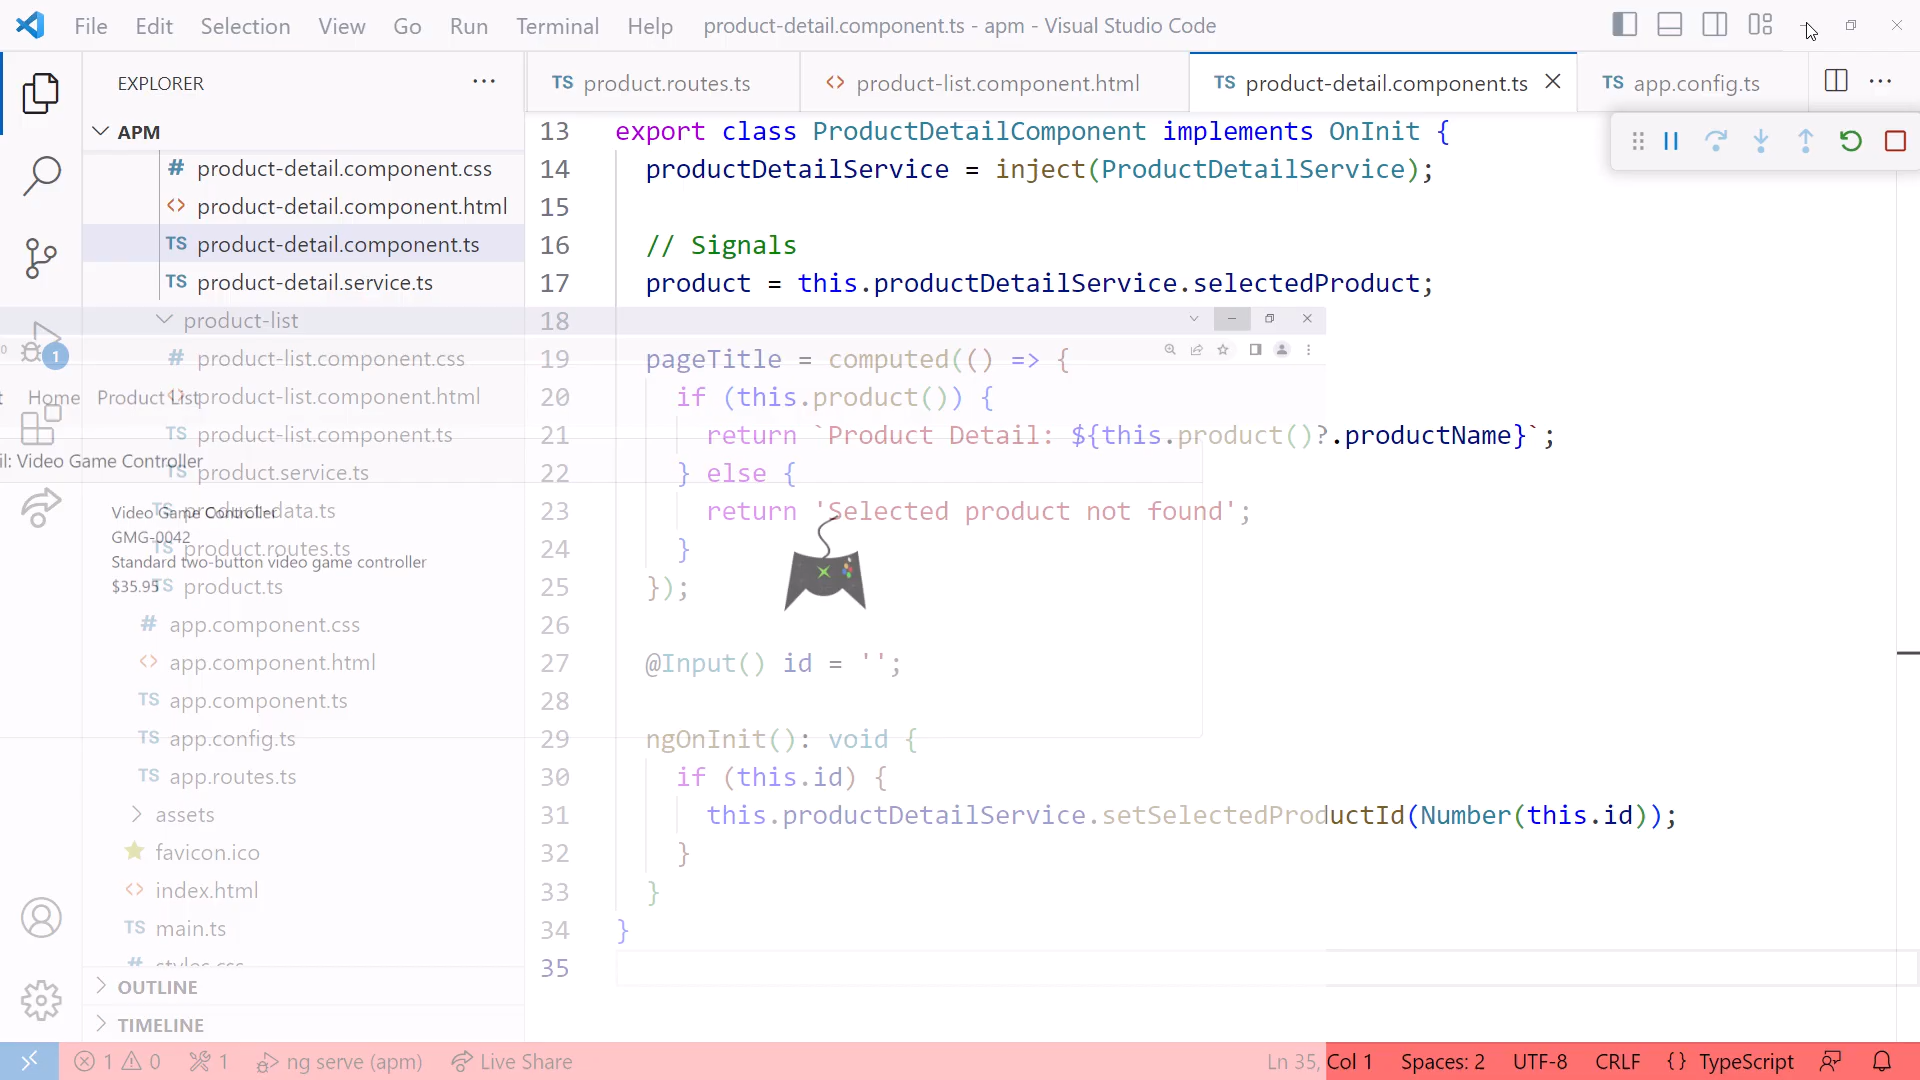 File Edit Selection View Go Run Terminal Help product-detail.component.ts - apm - Visual Studio Code
EXPLORER
APM
# product-detail.component.css
<> product-detail.component.html
TS product-detail.component.ts
TS product-detail.service.ts
product-list
# product-list.component.css
product-list.component.html
TS product-list.component.ts
TS product.service.ts
TS product-data.ts
TS product.routes.ts
TS product.ts
# app.component.css
<> app.component.html
TS app.component.ts
TS app.config.ts
TS app.routes.ts
assets
favicon.ico
<> index.html
TS main.ts
# styles.css
OUTLINE
TIMELINE
1
Home Product List
il: Video Game Controller
Video Game Controller
GMG-0042
Standard two-button video game controller
$35.95
TS product.routes.ts
<> product-list.component.html
TS product-detail.component.ts
TS app.config.ts
13 export class ProductDetailComponent implements OnInit {
14 productDetailService = inject(ProductDetailService);
15
16 // Signals
17 product = this.productDetailService.selectedProduct;
18
19 pageTitle = computed(() => {
20 if (this.product()) {
21 return `Product Detail: ${this.product()?.productName}`;
22 } else {
23 return 'Selected product not found';
24 }
25 });
26
27 @Input() id = '';
28
29 ngOnInit(): void {
30 if (this.id) {
31 this.productDetailService.setSelectedProductId(Number(this.id));
32 }
33 }
34 }
35
1 0 1 ng serve (apm) Live Share Ln 35, Col 1 Spaces: 2 UTF-8 CRLF {} TypeScript